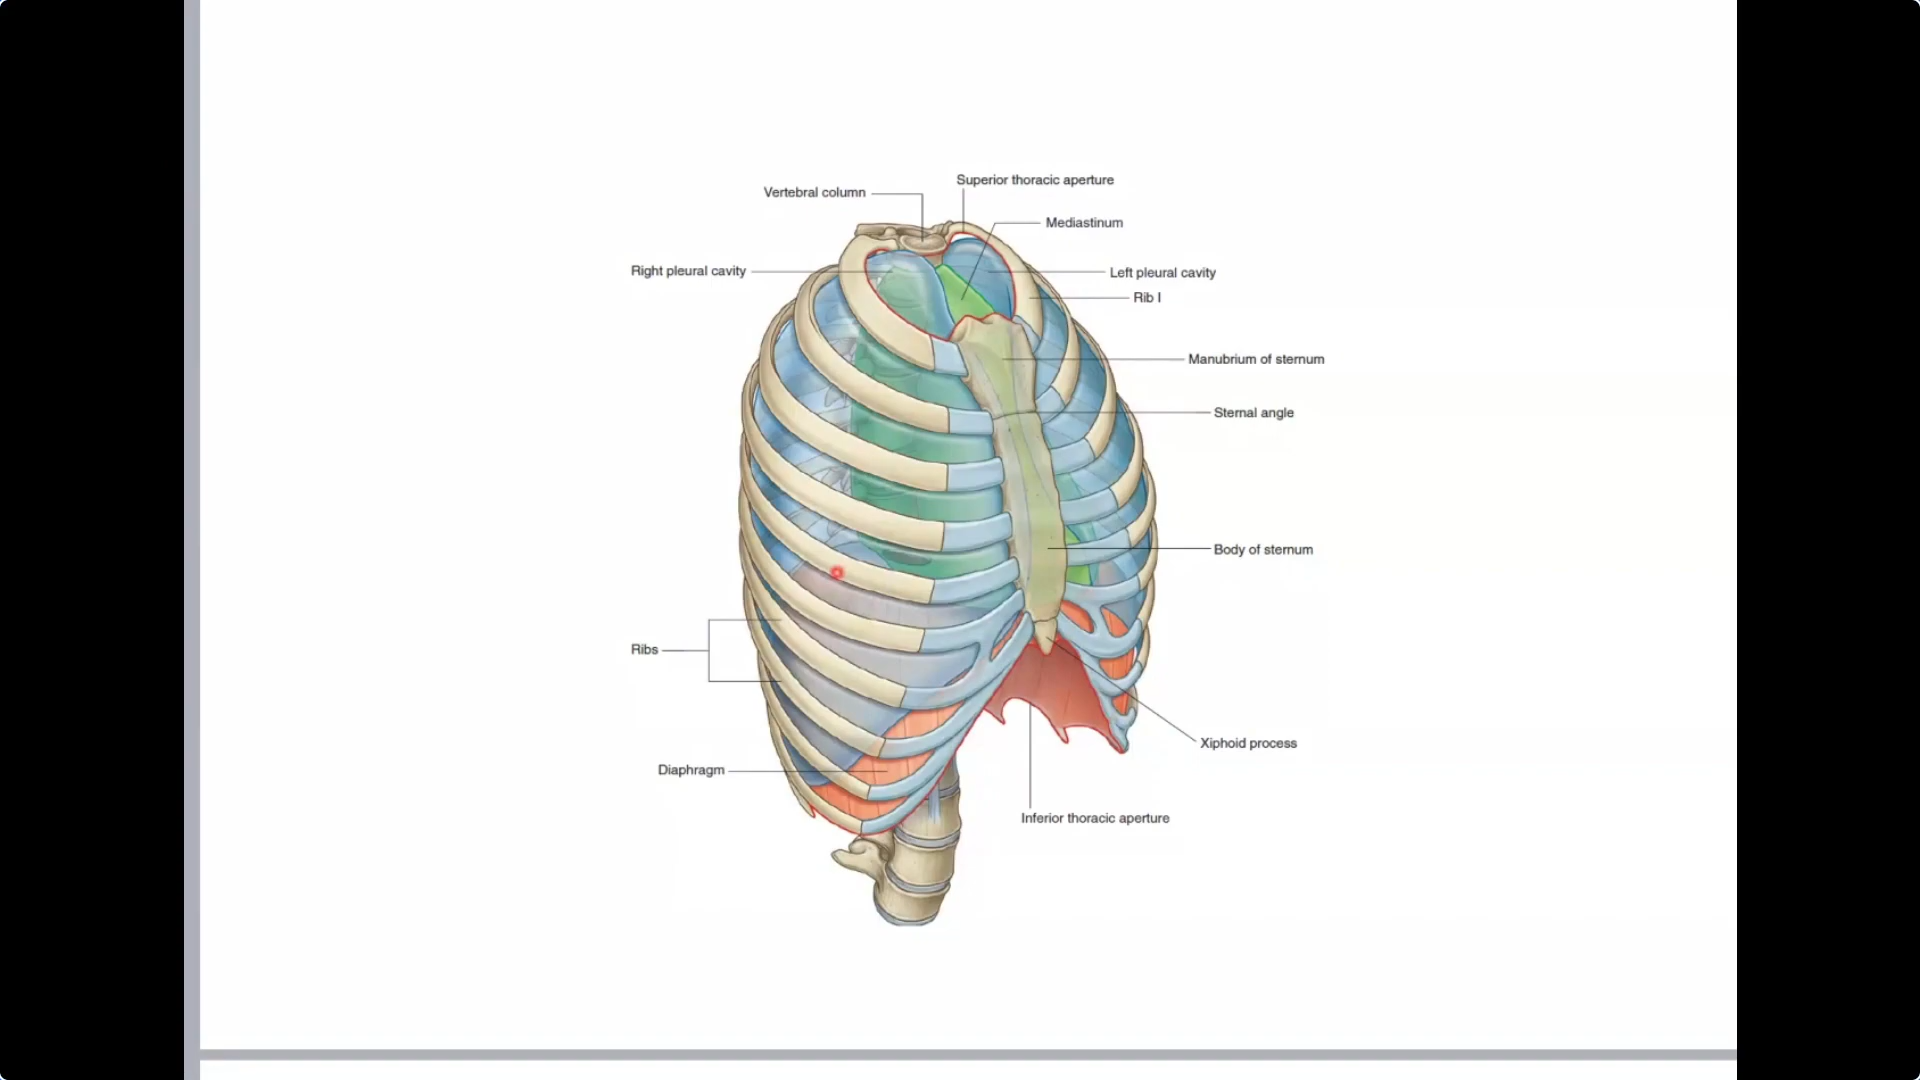 Superior thoracic aperture
Vertebral column
Mediastinum
Right pleural cavity
Left pleural cavity
Rib I
Manubrium of sternum
Sternal angle
Body of sternum
Ribs
Xiphoid process
Diaphragm
Inferior thoracic aperture